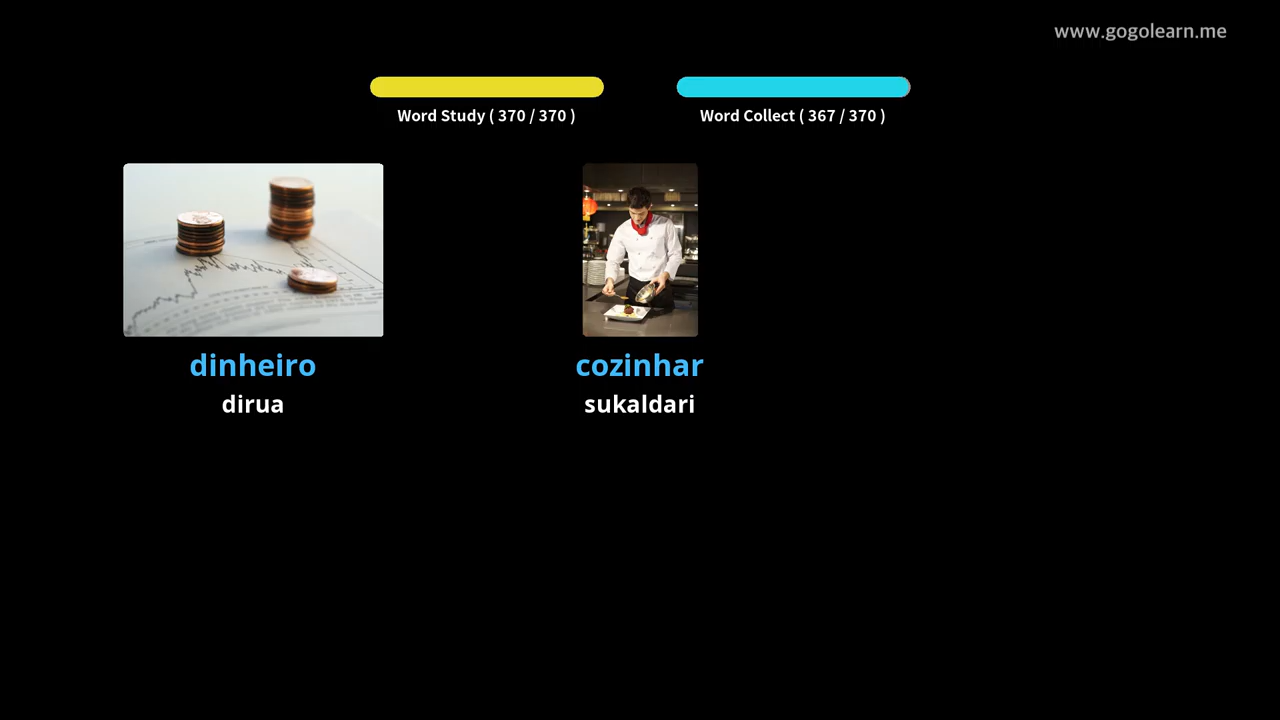 www.gogolearn.me
Word Study ( 370 / 370 )
Word Collect ( 367 / 370 )
dinheiro
dirua
cozinhar
sukaldari